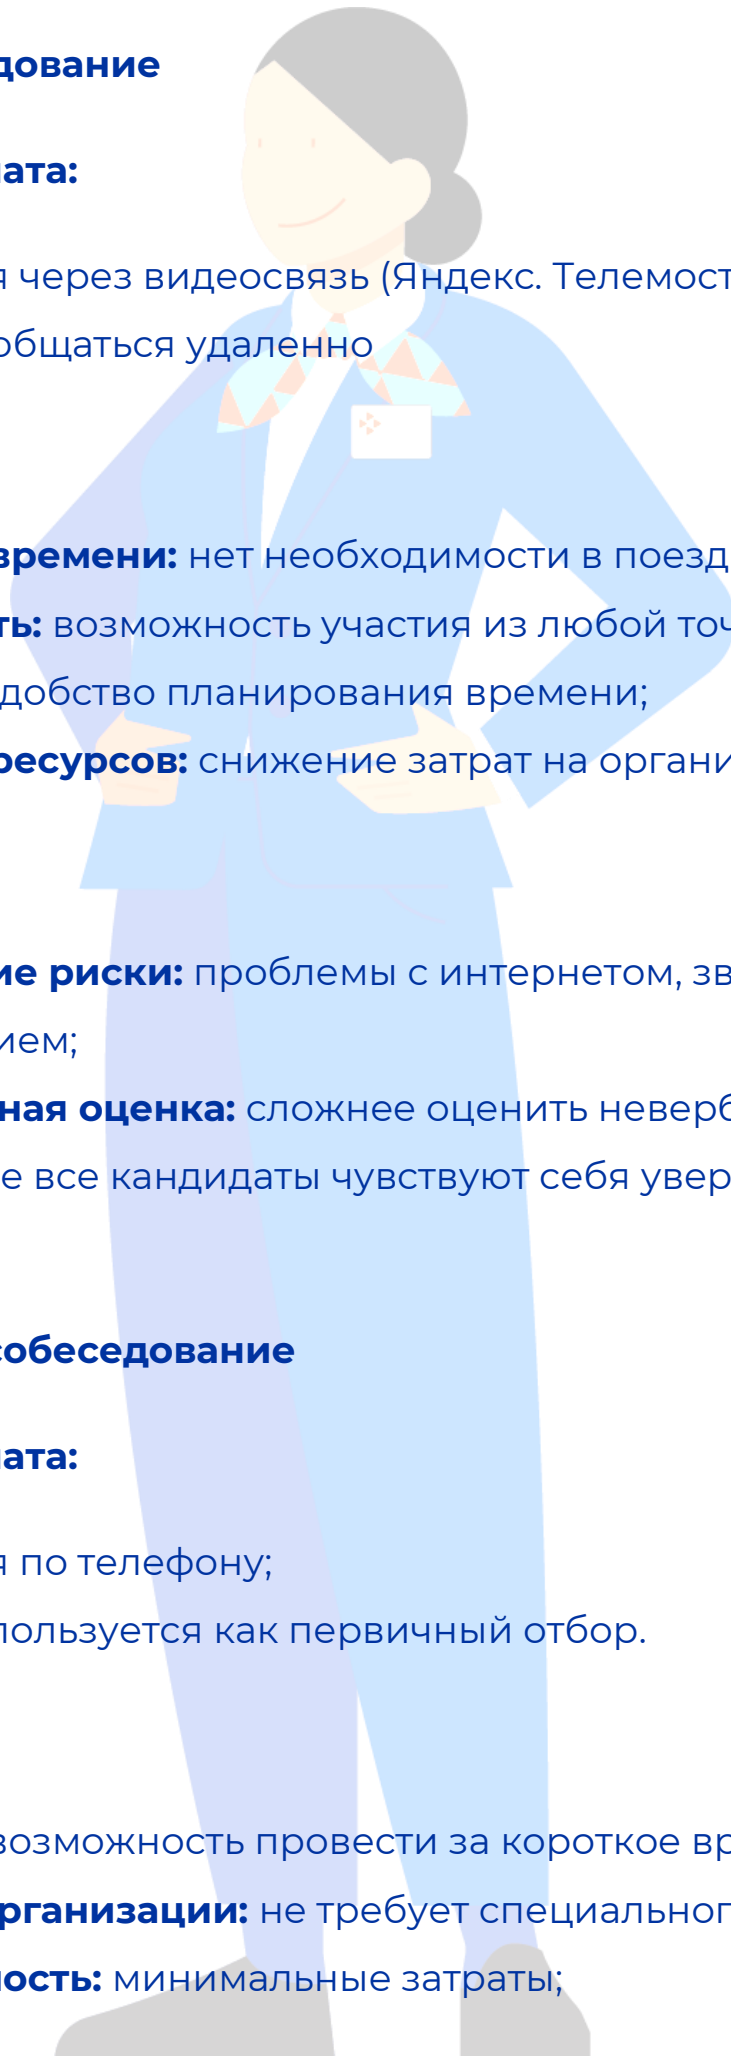 дование
ата:
я через видеосвязь (Яндекс. Телемост
общаться удаленно
времени: нет необходимости в поезд
ть: возможность участия из любой точ
добство планирования времени;
ресурсов: снижение затрат на органи
ие риски: проблемы с интернетом, зв
ием;
ная оценка: сложнее оценить неверб
е все кандидаты чувствуют себя увер
собеседование
ата:
я по телефону;
пользуется как первичный отбор.
возможность провести за короткое вр
рганизации: не требует специальног
ность: минимальные затраты;